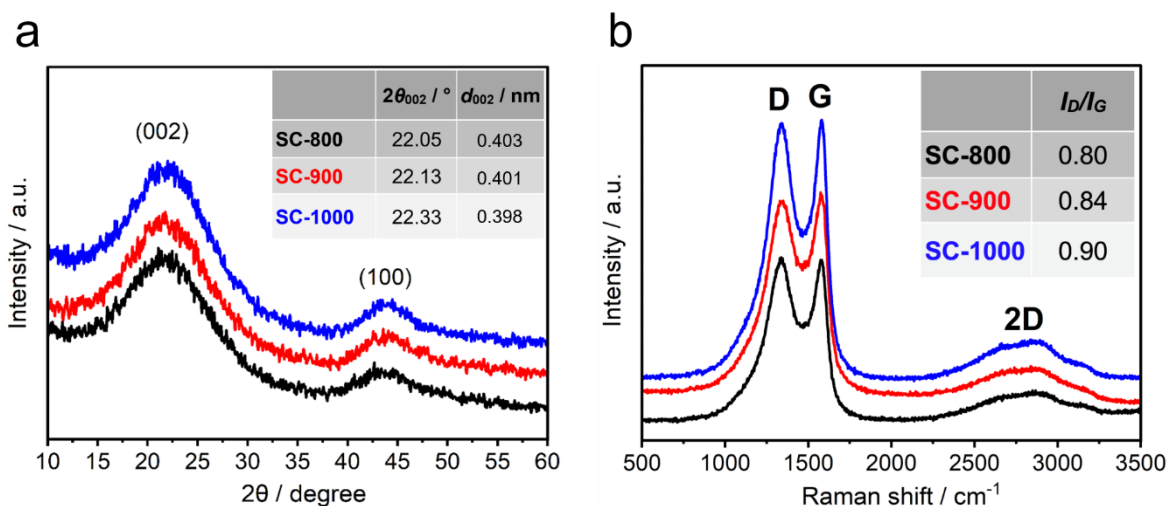 a
2θ002 / ° d002 / nm
SC-800 22.05 0.403
SC-900 22.13 0.401
SC-1000 22.33 0.398
(002)
(100)
Intensity / a.u.
10 15 20 25 30 35 40 45 50 55 60
2θ / degree
b
ID/IG
SC-800 0.80
SC-900 0.84
SC-1000 0.90
D G
2D
Intensity / a.u.
500 1000 1500 2000 2500 3000 3500
Raman shift / cm-1